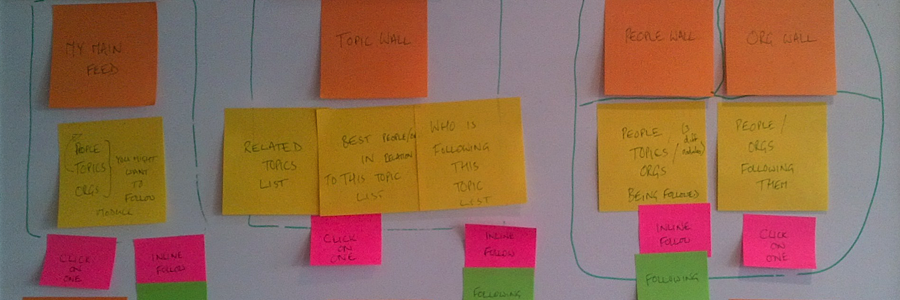 MY MAIN
FEED
TOPIC WALL
PEOPLE WALL
ORG WALL
PEOPLE
TOPICS
ORGS
YOU MIGHT
WANT
TO
FOLLOW
MODULE
RELATED
TOPICS
LIST
BEST PEOPLE/
IN RELATION
TO THIS TOPIC
LIST
WHO IS
FOLLOWING
THIS
TOPIC
LIST
PEOPLE
TOPICS/
ORGS
BEING FOLLOWED
PEOPLE/
ORGS
FOLLOWING
THEM
CLICK
ON
ONE
INLINE
FOLLOW
CLICK
ON
ONE
INLINE
FOLLOW
FOLLOWING
INLINE
FOLLOW
FOLLOWING
CLICK
ON
ONE